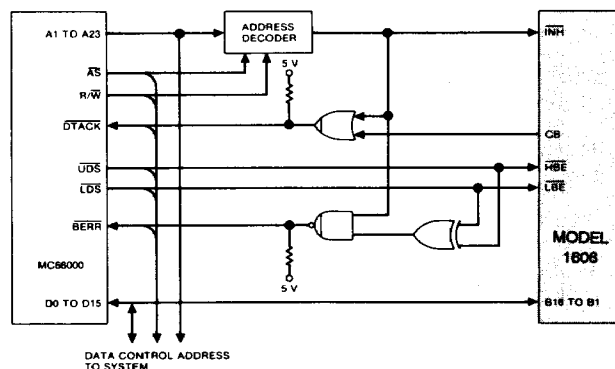 A1 TO A23
ADDRESS
DECODER
INH
AS
5 V
R/W
DTACK
CB
UDS
HBE
LDS
LBE
BERR
MODEL
1606
MC68000
5 V
D0 TO D15
B16 TO B1
DATA CONTROL ADDRESS
TO SYSTEM